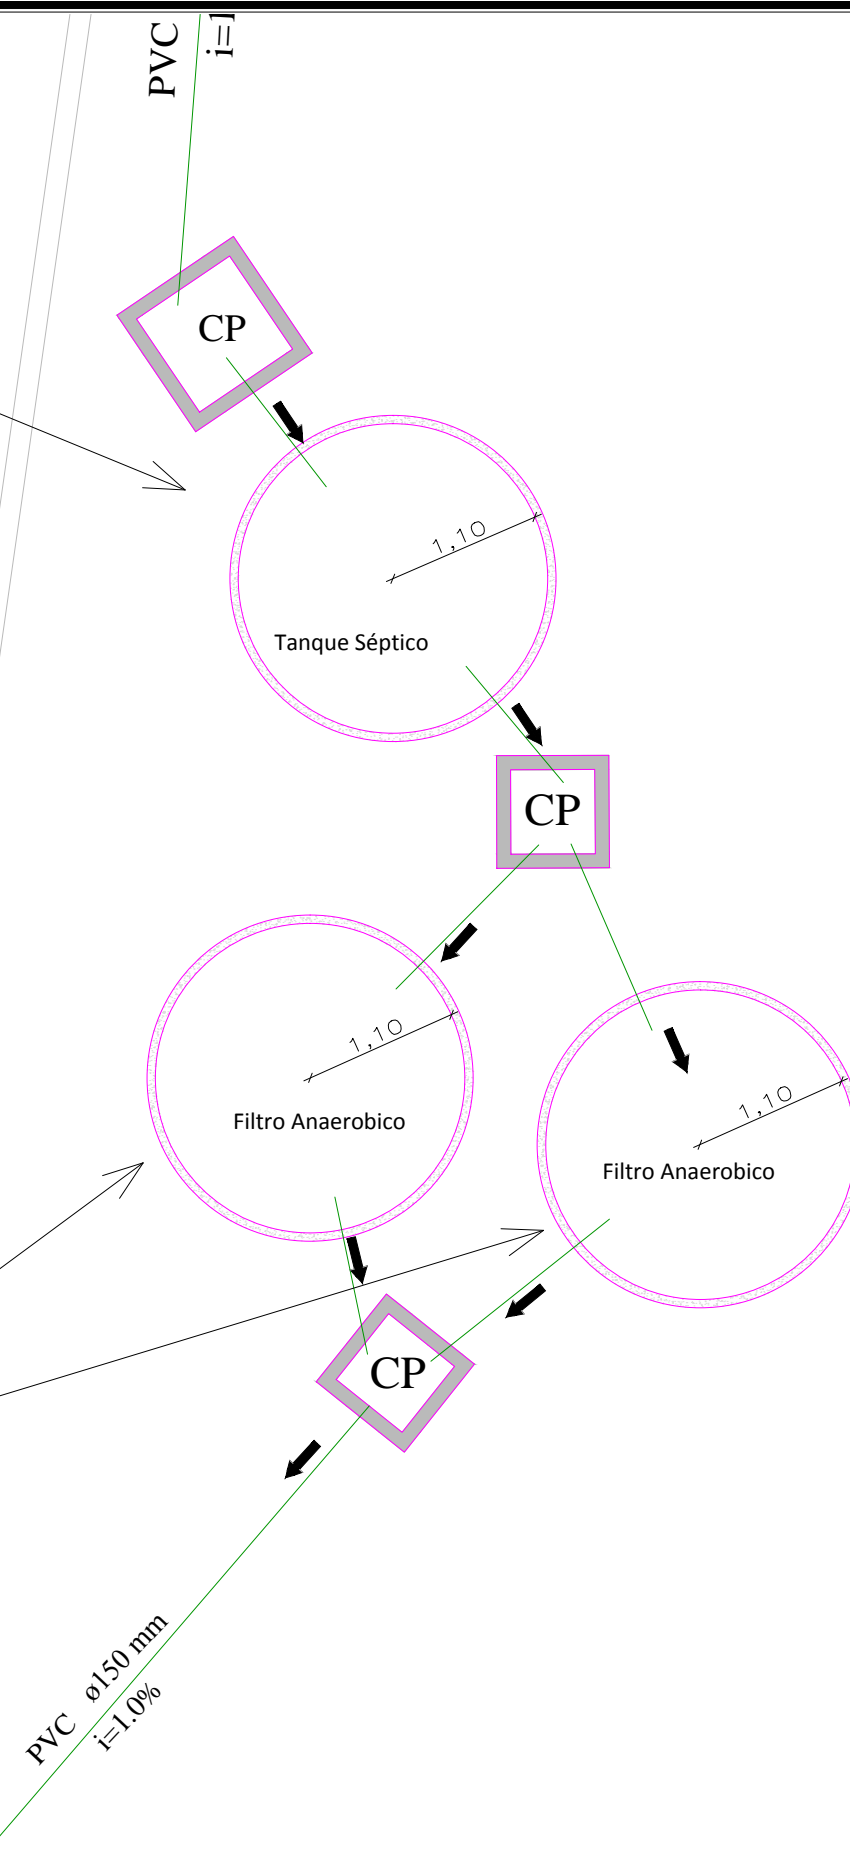 PVC
CP
1,10
Tanque Séptico
CP
1,10
Filtro Anaerobico
1,10
Filtro Anaerobico
CP
PVC ø150 mm
i=1.0%